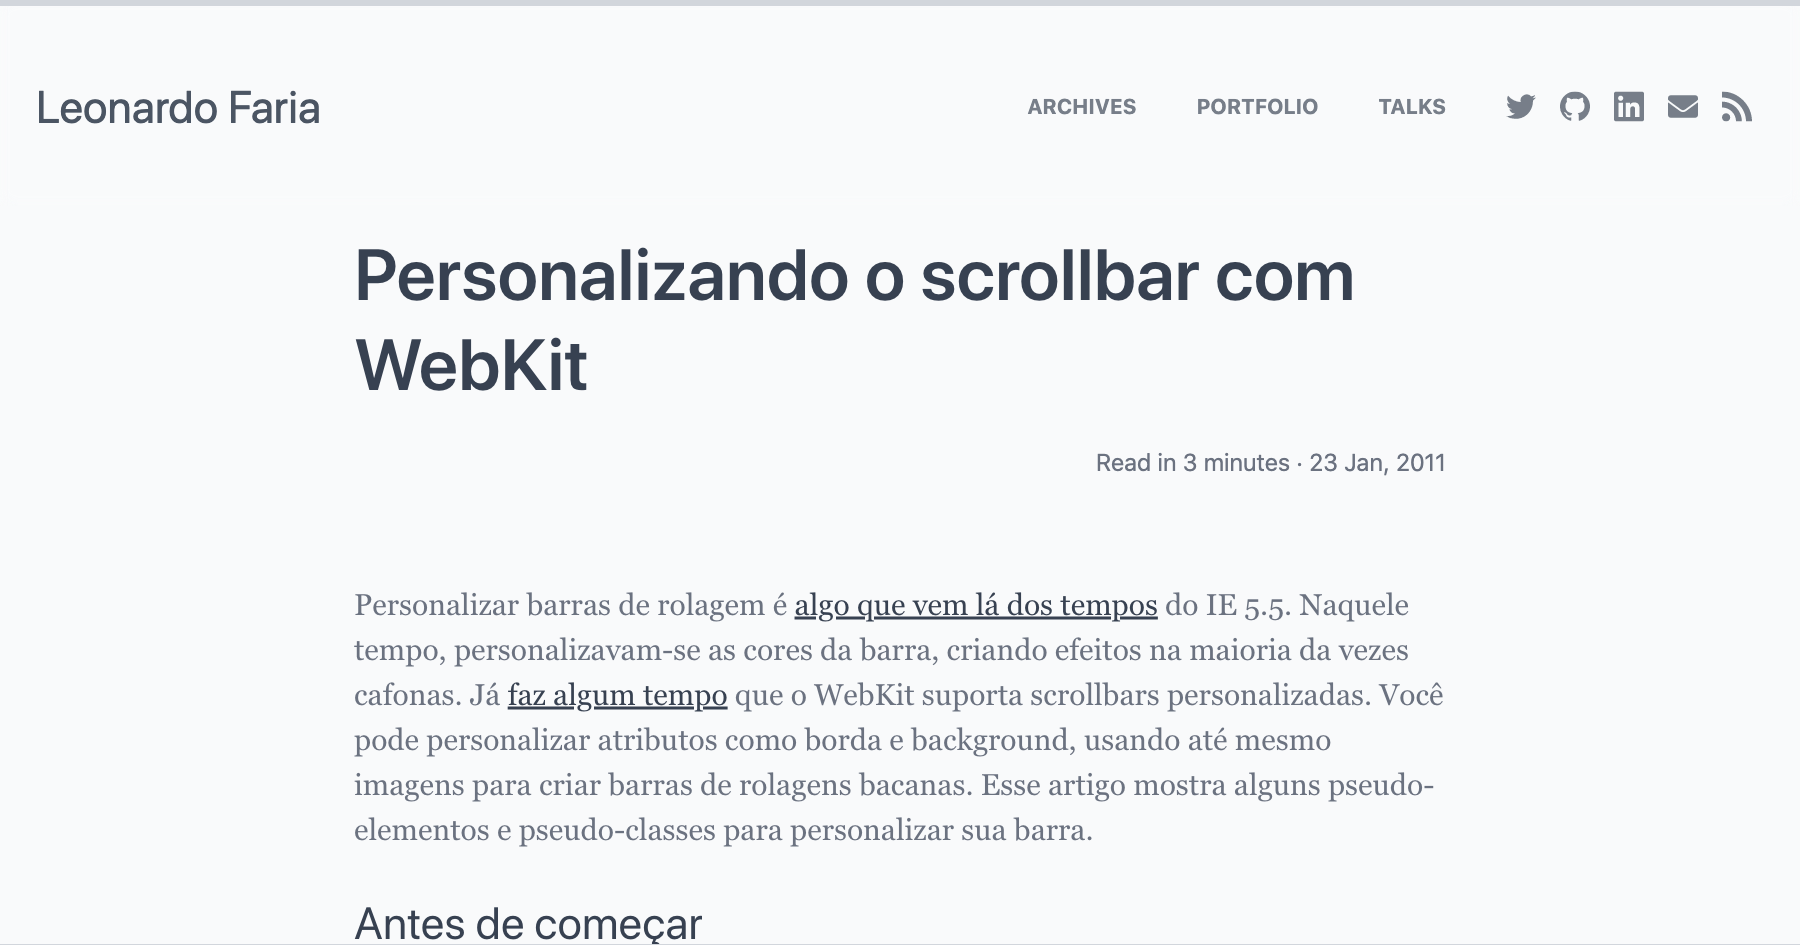 Leonardo Faria
ARCHIVES PORTFOLIO TALKS
Personalizando o scrollbar com
WebKit
Read in 3 minutes · 23 Jan, 2011
Personalizar barras de rolagem é algo que vem lá dos tempos do IE 5.5. Naquele
tempo, personalizavam-se as cores da barra, criando efeitos na maioria da vezes
cafonas. Já faz algum tempo que o WebKit suporta scrollbars personalizadas. Você
pode personalizar atributos como borda e background, usando até mesmo
imagens para criar barras de rolagens bacanas. Esse artigo mostra alguns pseudo-
elementos e pseudo-classes para personalizar sua barra.
Antes de começar